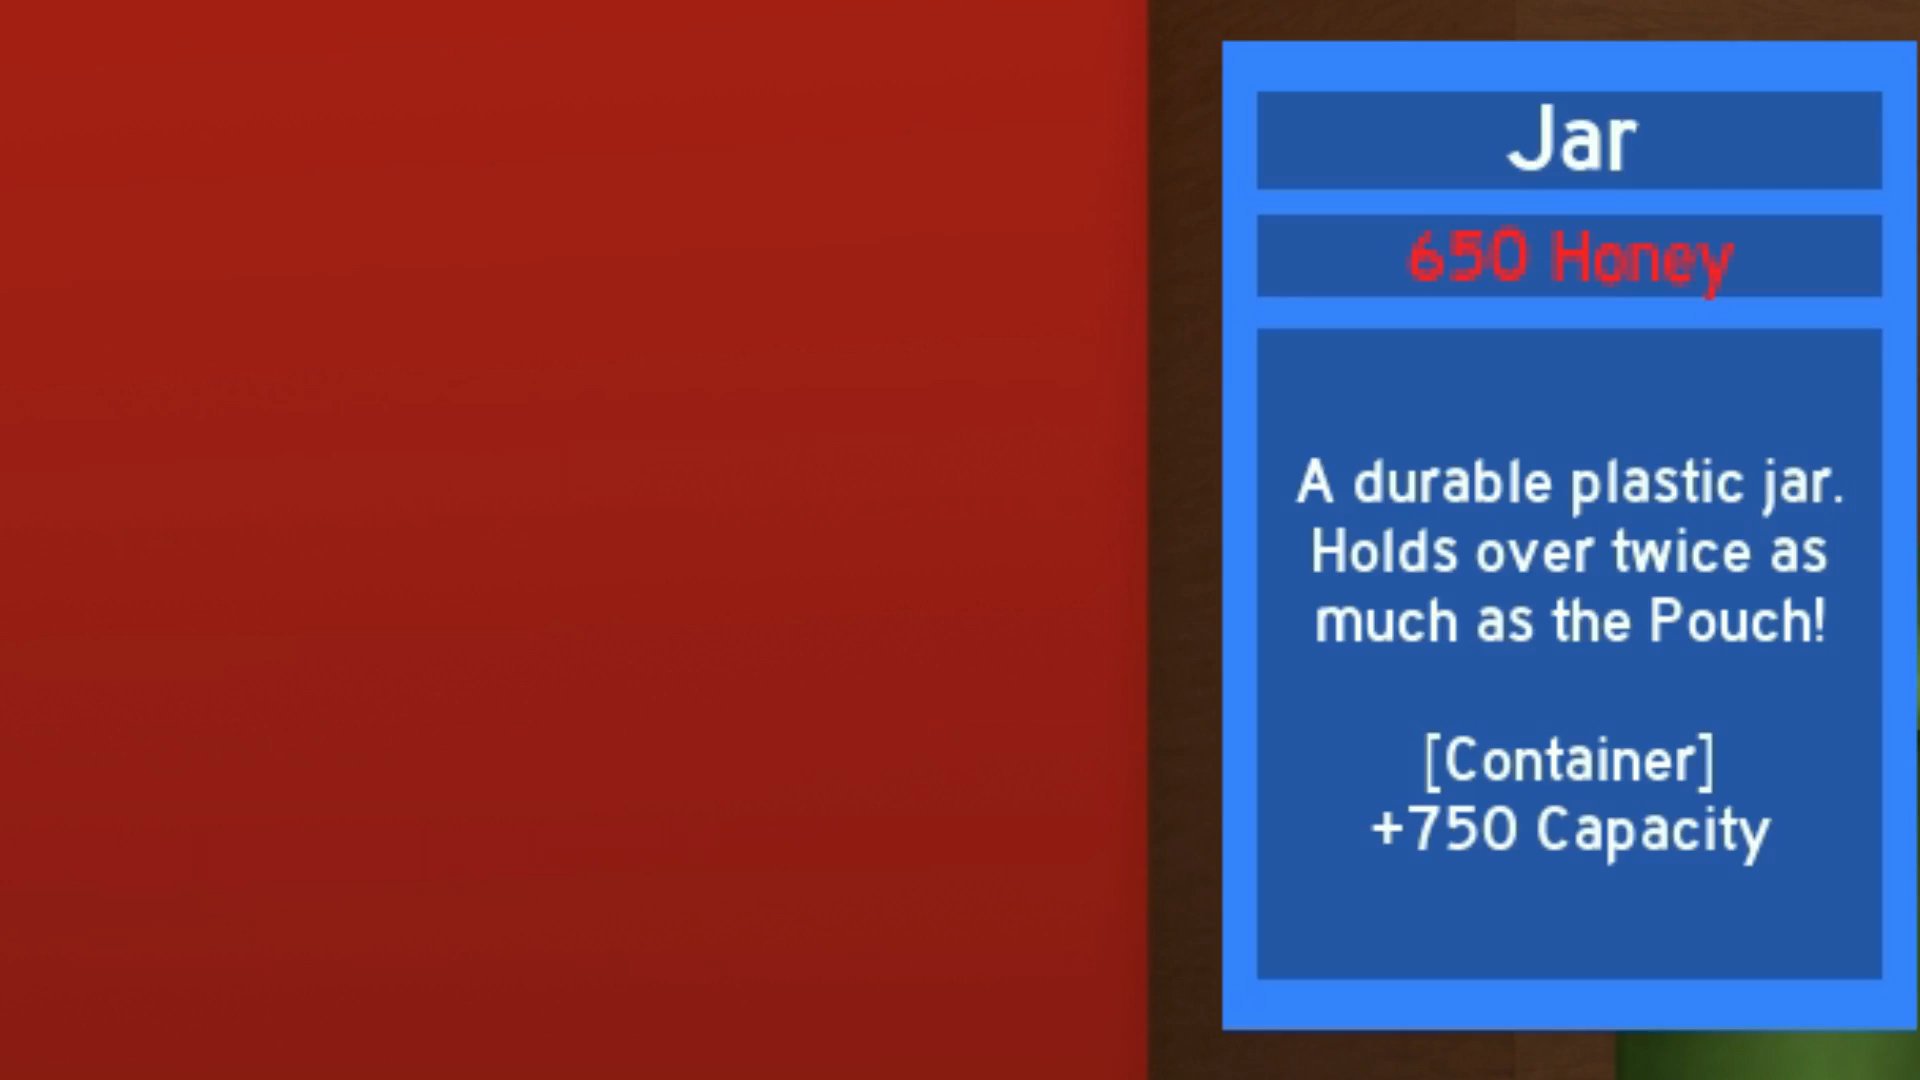 Jar
650 Honey
A durable plastic jar.
Holds over twice as
much as the Pouch!
[Container]
+750 Capacity